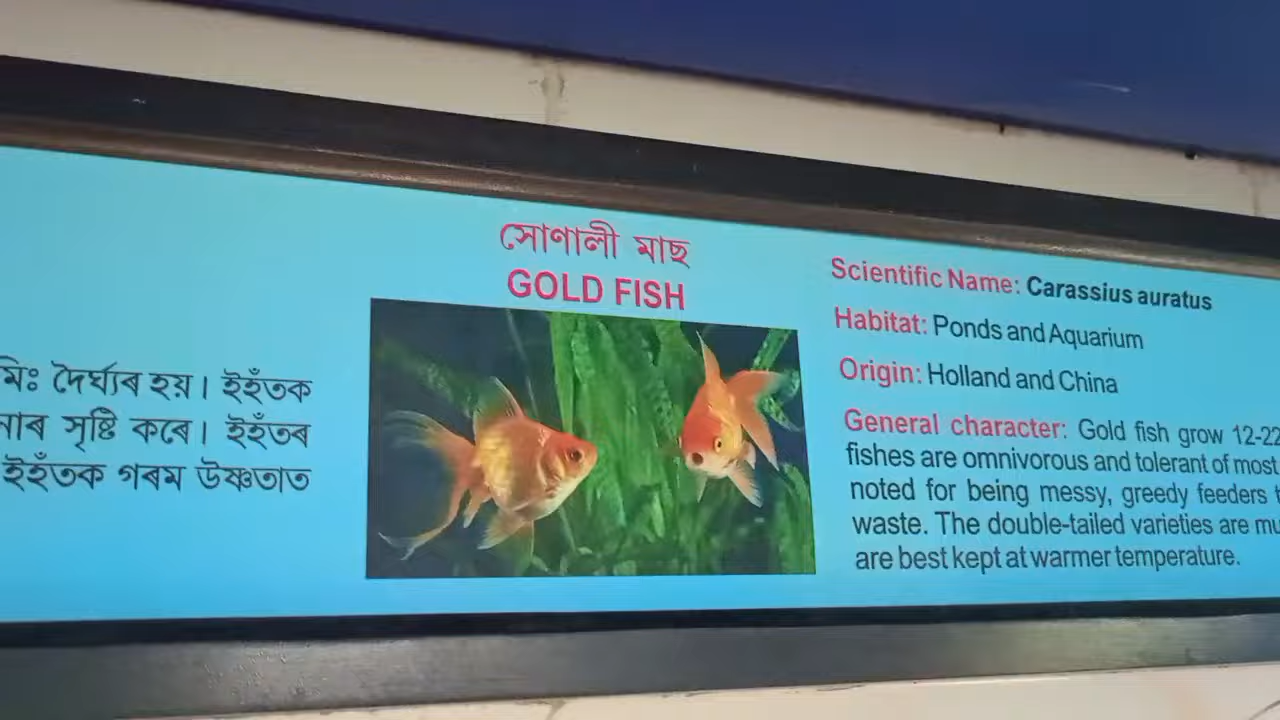 মিঃ দৈৰ্ঘ্যৰ হয়। ইহঁতক
সৃষ্টি কৰে। ইহঁতৰ
ইহঁতক গৰম উষ্ণতাত
সোণালী মাছ
GOLD FISH
Scientific Name: Carassius auratus
Habitat: Ponds and Aquarium
Origin: Holland and China
General character: Gold fish grow 12-22
fishes are omnivorous and tolerant of most
noted for being messy, greedy feeders
waste. The double-tailed varieties are
are best kept at warmer temperature.